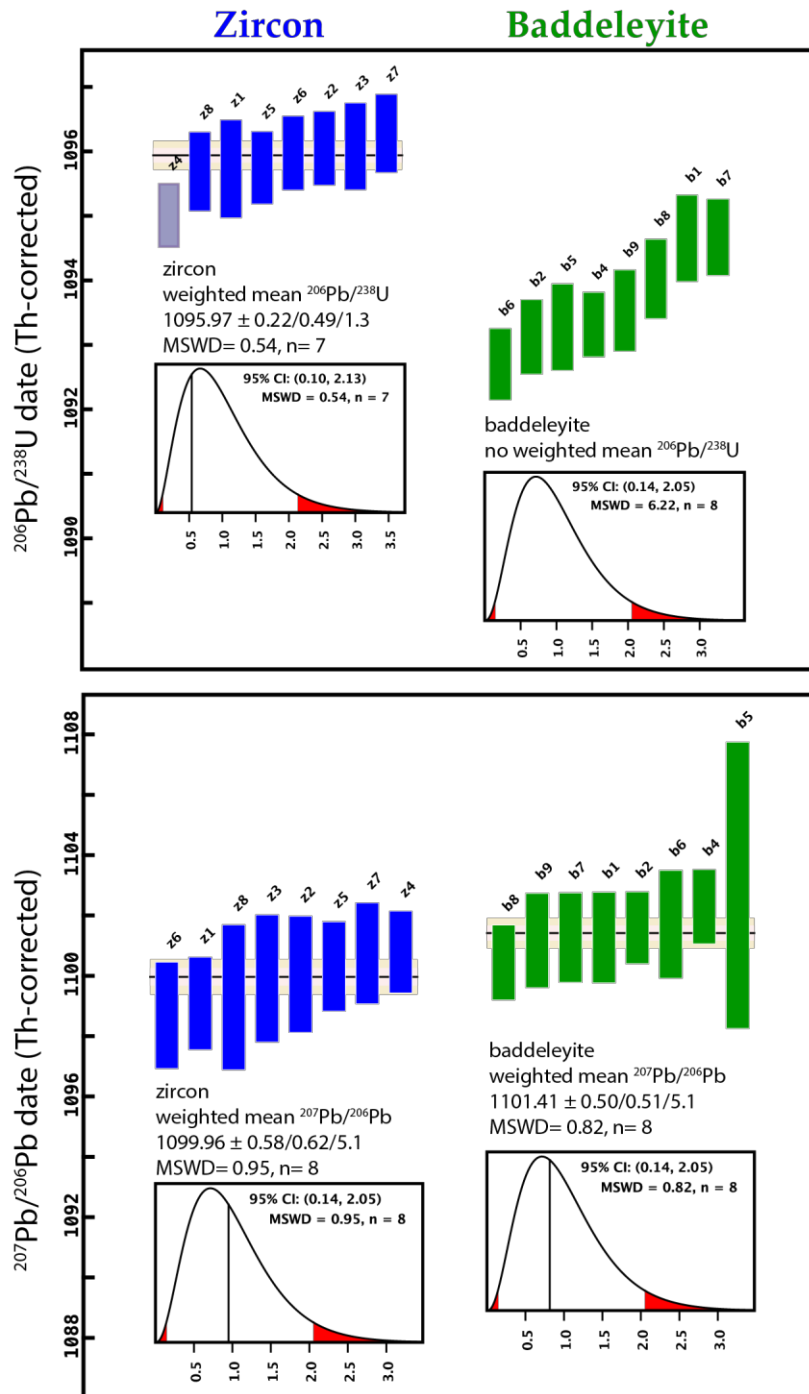 Zircon
Baddeleyite
²⁰⁶Pb/²³⁸U date (Th-corrected)
1096
1094
1092
1090
z4
z8
z1
z5
z6
z2
z3
z7
zircon
weighted mean ²⁰⁶Pb/²³⁸U
1095.97 ± 0.22/0.49/1.3
MSWD= 0.54, n= 7
95% CI: (0.10, 2.13)
MSWD = 0.54, n = 7
0.5 1.0 1.5 2.0 2.5 3.0 3.5
b6
b2
b5
b4
b9
b8
b1
b7
baddeleyite
no weighted mean ²⁰⁶Pb/²³⁸U
95% CI: (0.14, 2.05)
MSWD = 6.22, n = 8
0.5 1.0 1.5 2.0 2.5 3.0
²⁰⁷Pb/²⁰⁶Pb date (Th-corrected)
1108
1104
1100
1096
1092
1088
z6
z1
z8
z3
z2
z5
z7
z4
zircon
weighted mean ²⁰⁷Pb/²⁰⁶Pb
1099.96 ± 0.58/0.62/5.1
MSWD= 0.95, n= 8
95% CI: (0.14, 2.05)
MSWD = 0.95, n = 8
0.5 1.0 1.5 2.0 2.5 3.0
b8
b9
b7
b1
b2
b6
b4
b5
baddeleyite
weighted mean ²⁰⁷Pb/²⁰⁶Pb
1101.41 ± 0.50/0.51/5.1
MSWD= 0.82, n= 8
95% CI: (0.14, 2.05)
MSWD = 0.82, n = 8
0.5 1.0 1.5 2.0 2.5 3.0